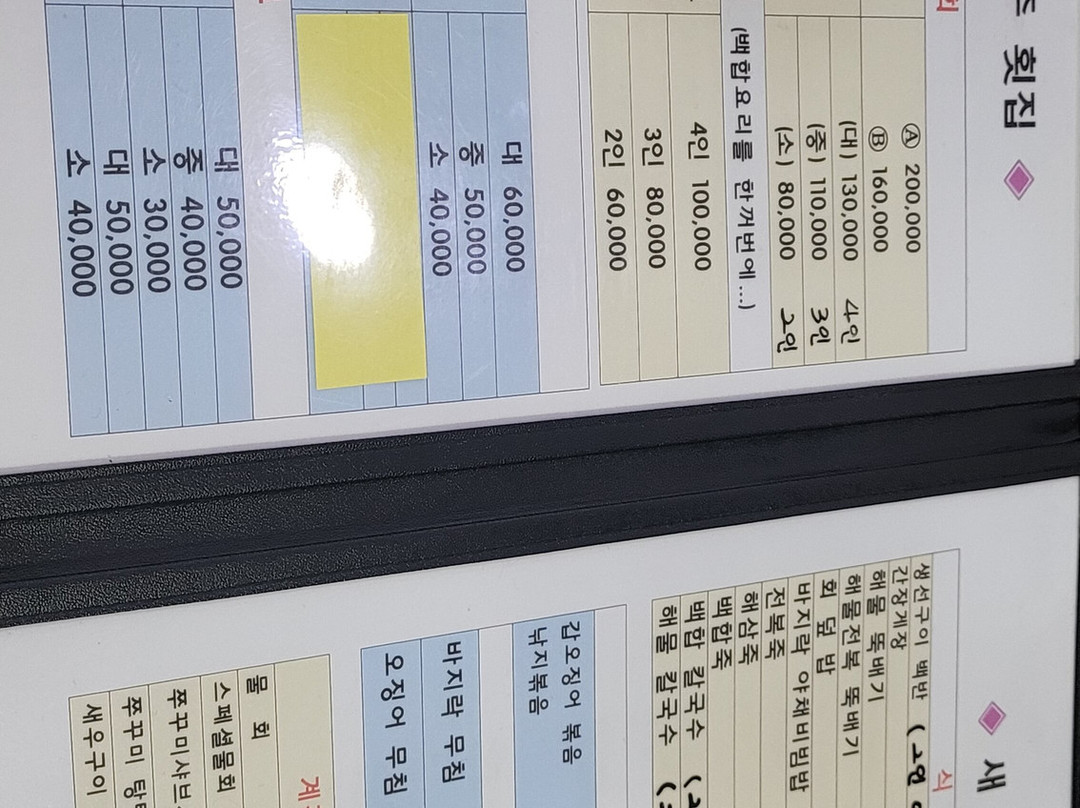 횟집
회
Ⓐ 200,000
Ⓑ 160,000
(대) 130,000 4인
(중) 110,000 3인
(소) 80,000 2인
(백합요리를 한꺼번에...)
4인 100,000
3인 80,000
2인 60,000
대 60,000
중 50,000
소 40,000
대 50,000
중 40,000
소 30,000
대 50,000
소 40,000
새
식
생선구이 백반 (2인
간장게장
해물 뚝배기
해물전복 뚝배기
회 덮 밥
바지락 야채비빔밥
전복죽
해삼죽
백합죽
백합 칼국수
해물 칼국수
갑오징어 볶음
낙지볶음
바지락 무침
오징어 무침
계
물 회
스페셜물회
쭈꾸미샤브
쭈꾸미 탕
새우구이